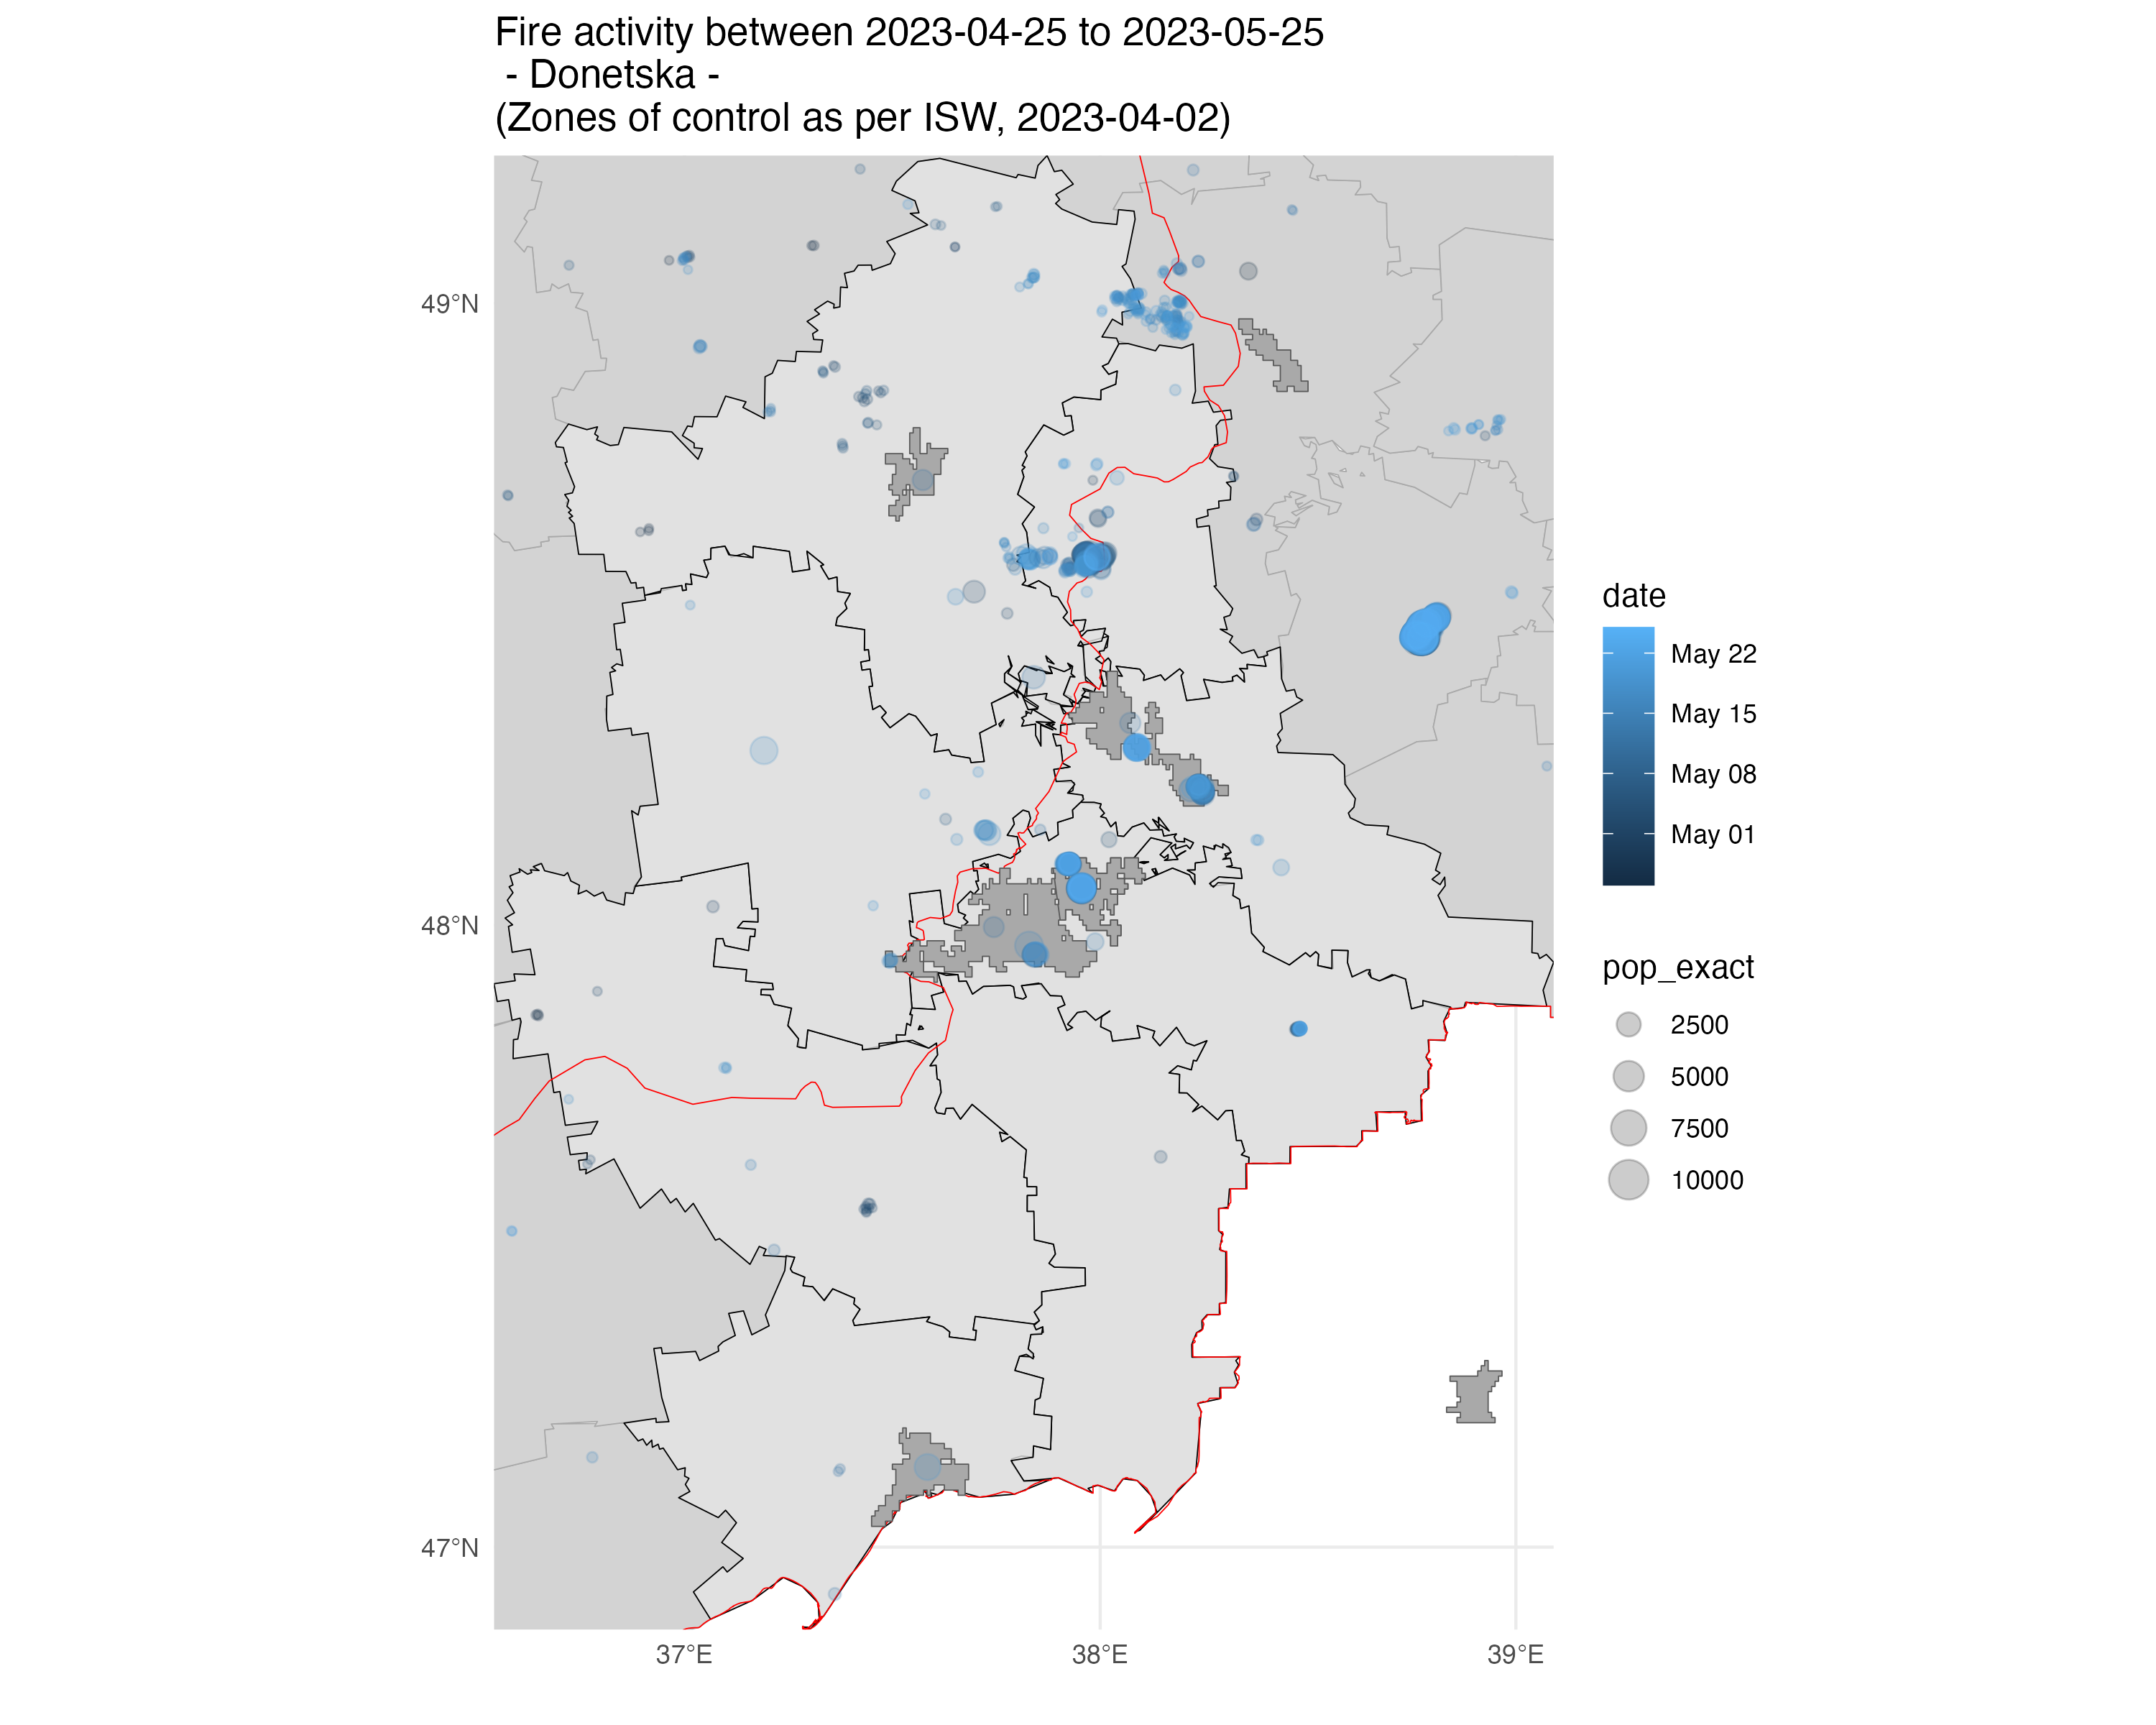 Fire activity between 2023-04-25 to 2023-05-25
- Donetska -
(Zones of control as per ISW, 2023-04-02)
49°N
48°N
47°N
37°E
38°E
39°E
date
May 22
May 15
May 08
May 01
pop_exact
2500
5000
7500
10000